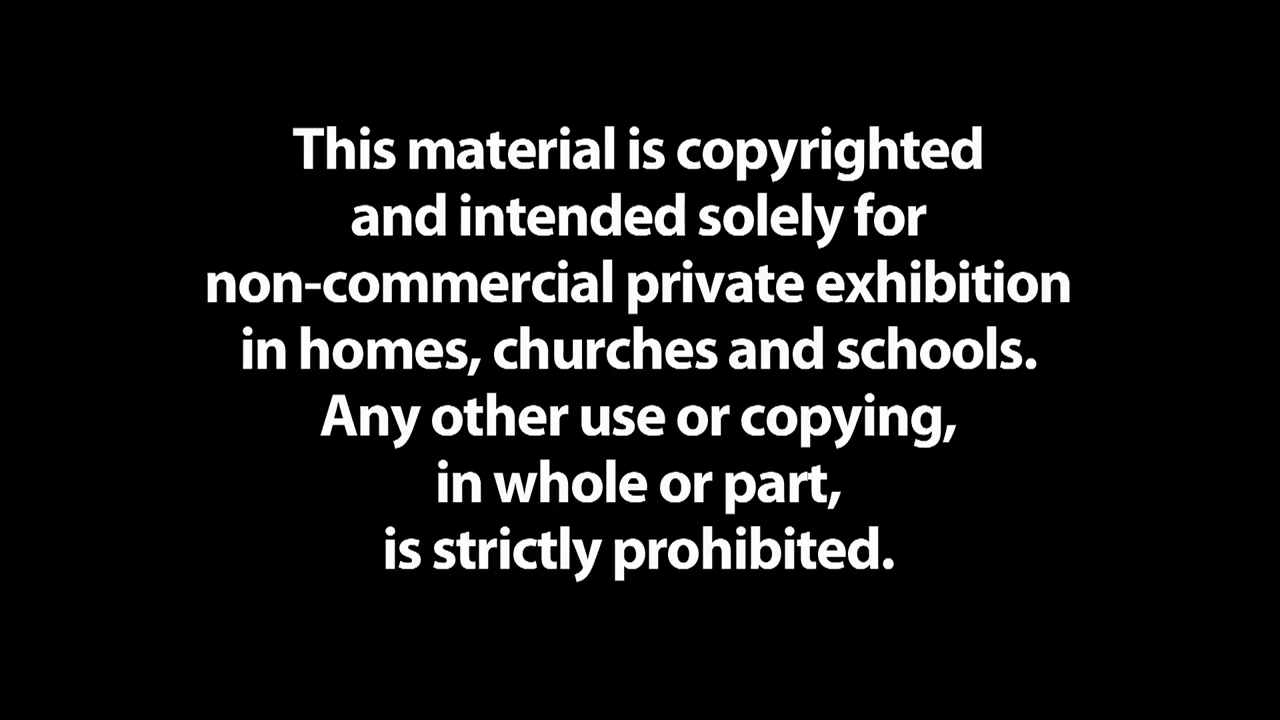 This material is copyrighted
and intended solely for
non-commercial private exhibition
in homes, churches and schools.
Any other use or copying,
in whole or part,
is strictly prohibited.